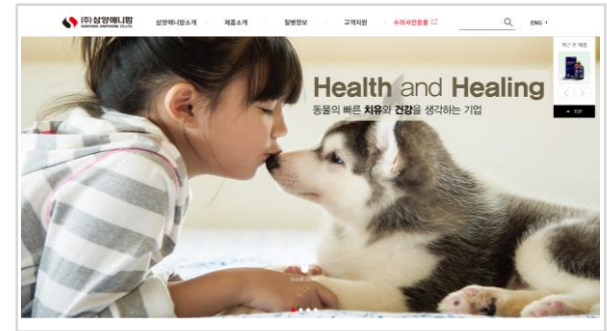 (주)삼양애니팜
삼양애니팜소개
제품소개
질병정보
고객지원
수의사전용몰
ENG
최근 본 제품
TOP
Health and Healing
동물의 빠른 치유와 건강을 생각하는 기업